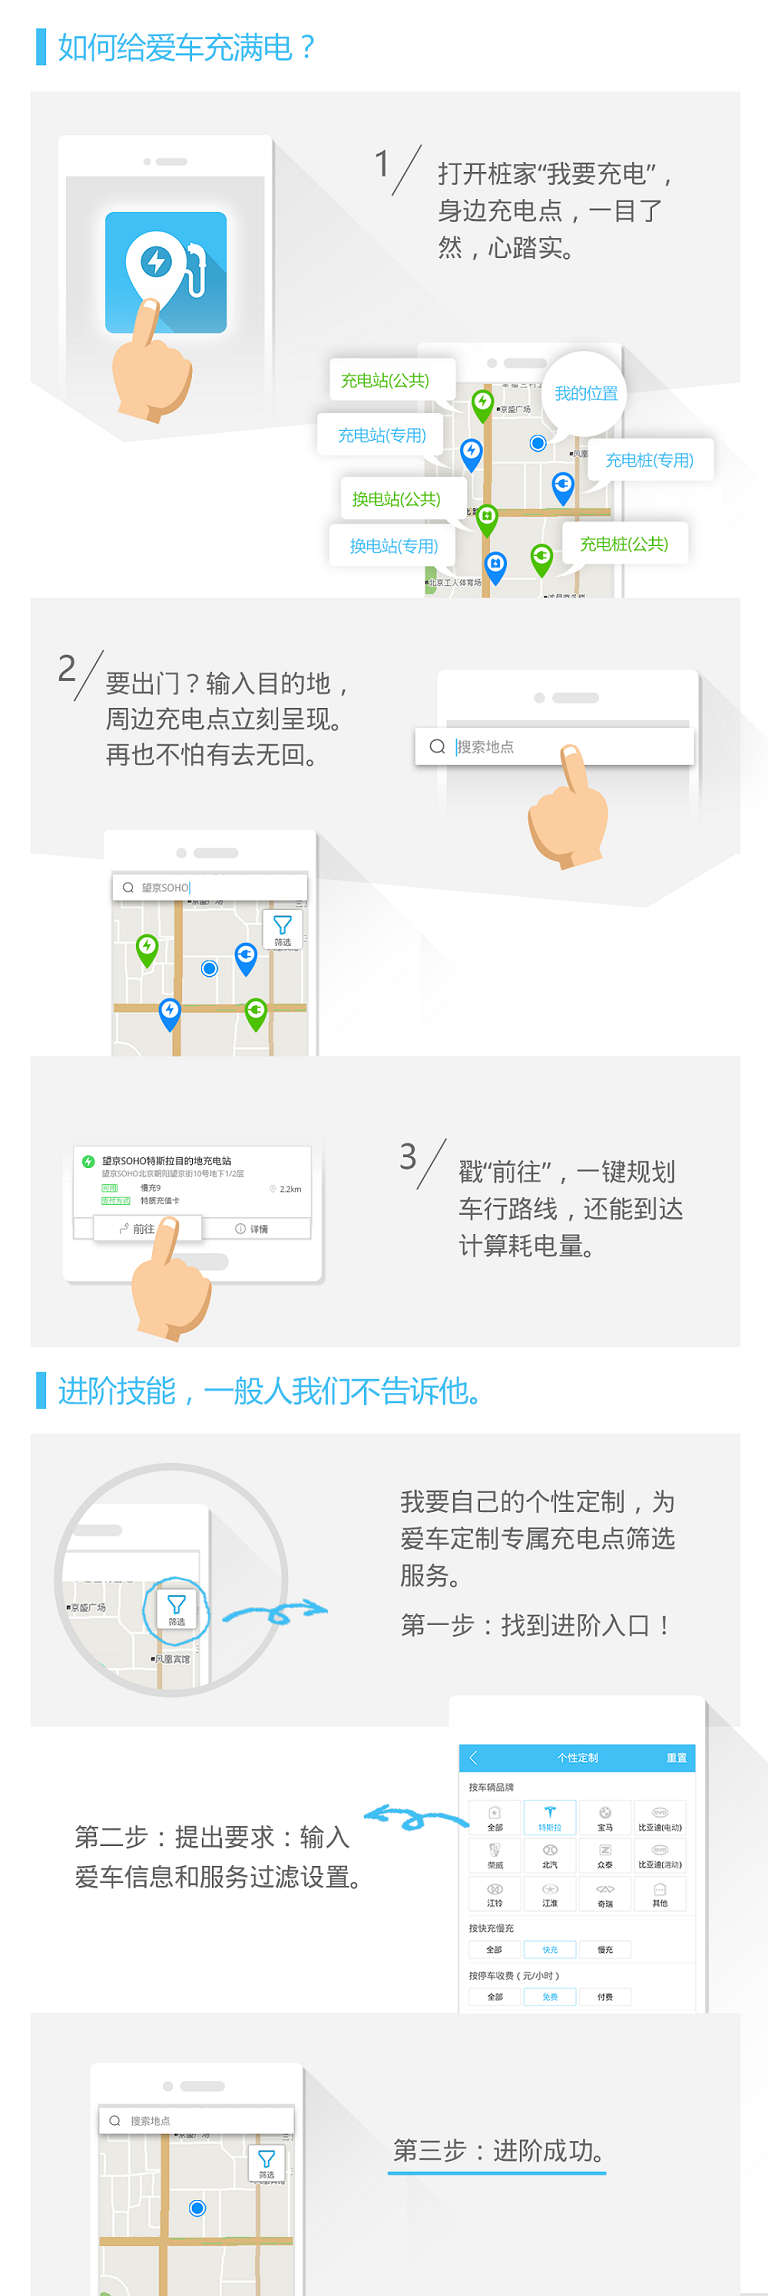 如何给爱车充满电？
1
打开桩家“我要充电”，
身边充电点，一目了
然，心踏实。
充电站(公共)
我的位置
京盛广场
充电站(专用)
充电桩(专用)
换电站(公共)
换电站(专用)
充电桩(公共)
北京工人体育场
2
要出门？输入目的地，
周边充电点立刻呈现。
再也不怕有去无回。
搜索地点
望京SOHO
筛选
3
戳“前往”，一键规划
车行路线，还能到达
计算耗电量。
望京SOHO特斯拉目的地充电站
望京SOHO北京朝阳望京街10号地下1/2层
慢充9
2.2km
支付方式
特质充值卡
前往
详情
进阶技能，一般人我们不告诉他。
我要自己的个性定制，为
爱车定制专属充电点筛选
服务。
第一步：找到进阶入口！
京盛广场
筛选
凤凰宾馆
第二步：提出要求：输入
爱车信息和服务过滤设置。
个性定制
重置
按车辆品牌
全部 特斯拉 宝马 比亚迪(电动)
荣威 北汽 众泰 比亚迪(混动)
江铃 江淮 奇瑞 其他
按快充慢充
全部 快充 慢充
按停车收费（元/小时）
全部 免费 付费
第三步：进阶成功。
搜索地点
筛选